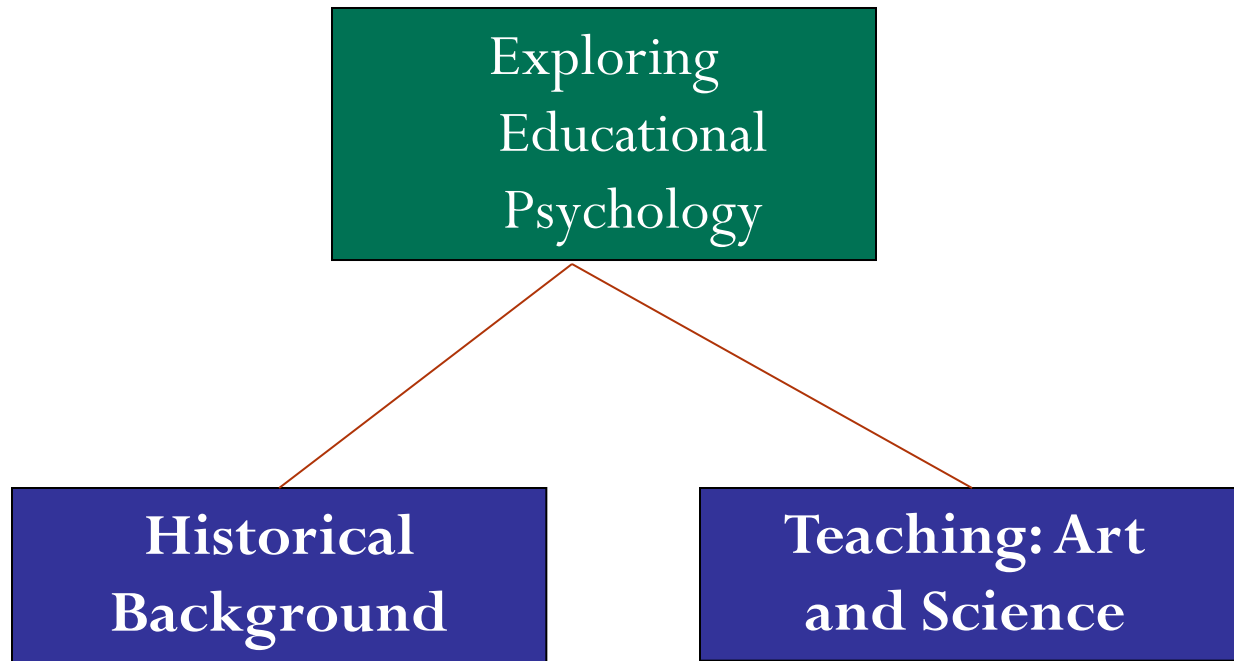 Exploring
Educational
Psychology
Historical
Background
Teaching: Art
and Science